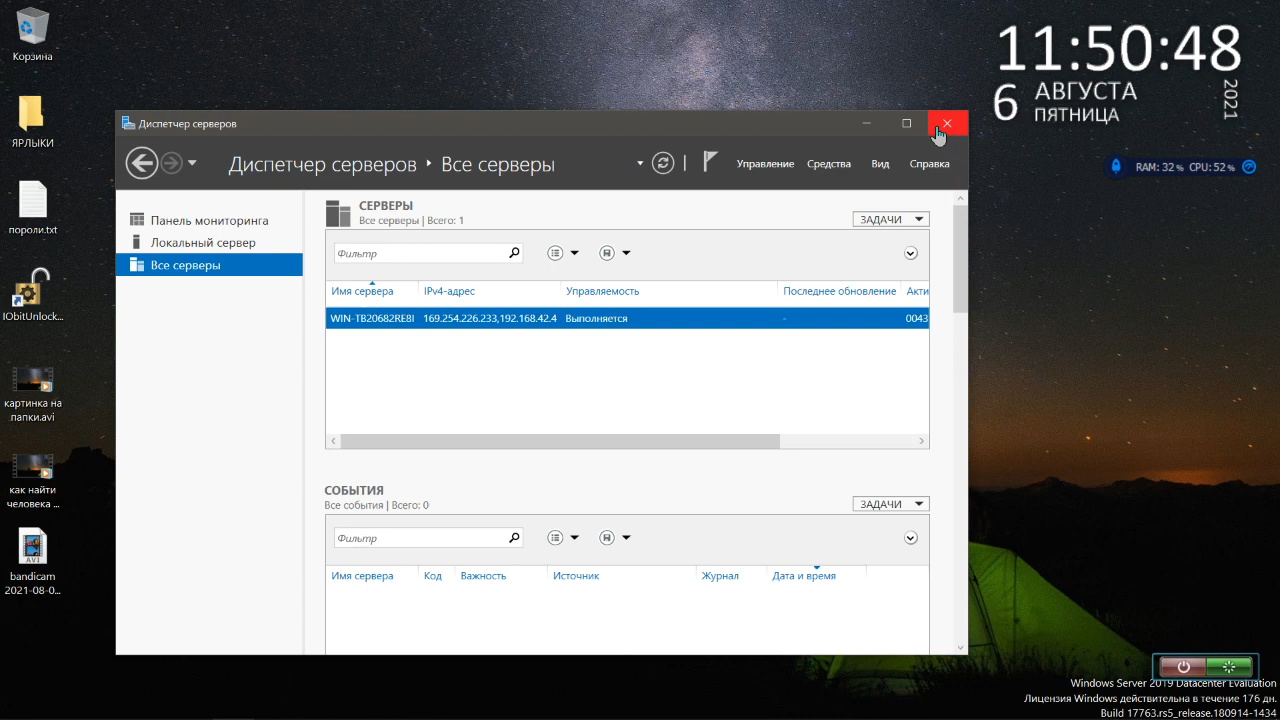 Корзина
ЯРЛЫКИ
пороли.txt
IObitUnlock...
картинка на
папки.avi
как найти
человека ...
AVI
bandicam
2021-08-0...
11:50:48
6 АВГУСТА
ПЯТНИЦА
2021
RAM: 32% CPU: 52%
Диспетчер серверов
Диспетчер серверов Все серверы
Управление Средства Вид Справка
Панель мониторинга
Локальный сервер
Все серверы
СЕРВЕРЫ
Все серверы | Всего: 1
ЗАДАЧИ
Фильтр
Имя сервера IPv4-адрес Управляемость Последнее обновление Акти
WIN-TB20682RE8I 169.254.226.233,192.168.42.4 Выполняется - 0043
СОБЫТИЯ
Все события | Всего: 0
ЗАДАЧИ
Фильтр
Имя сервера Код Важность Источник Журнал Дата и время
Windows Server 2019 Datacenter Evaluation
Лицензия Windows действительна в течение 176 дн.
Build 17763.rs5_release.180914-1434